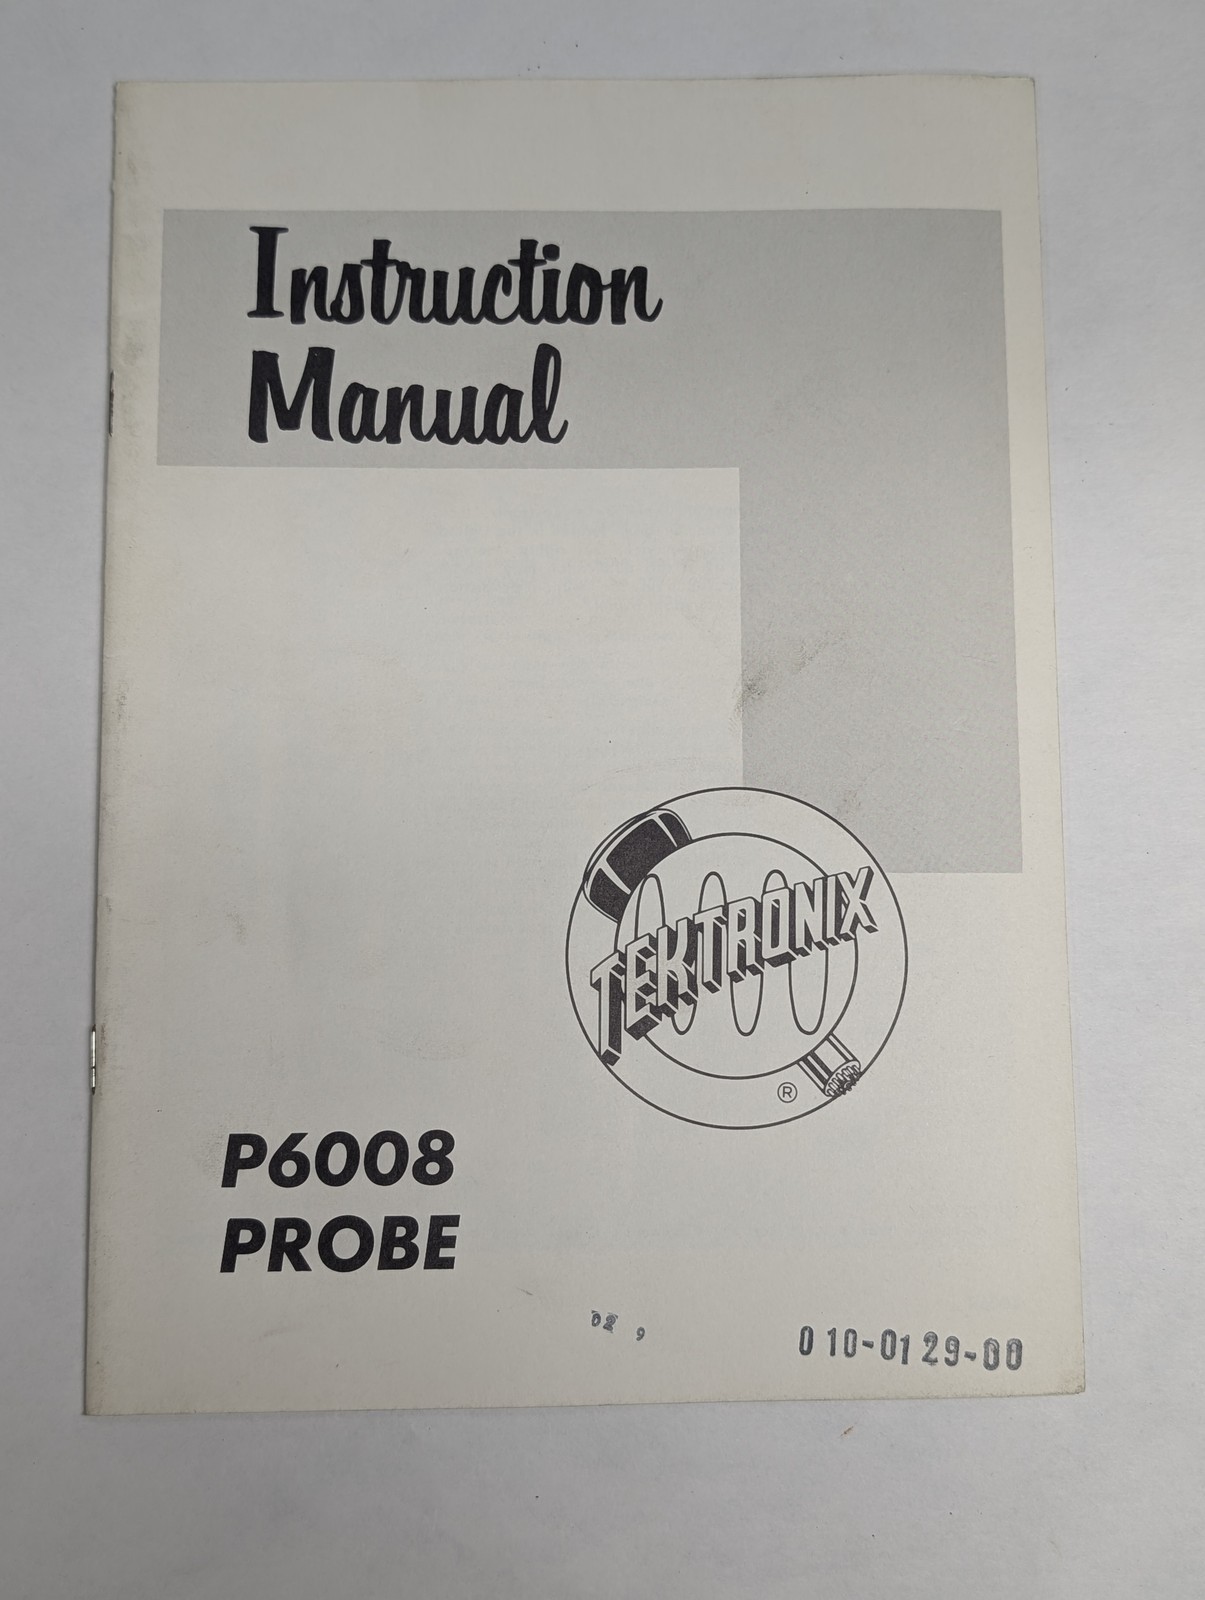 Instruction
Manual
TEKTRONIX
®
P6008
PROBE
010-0129-00